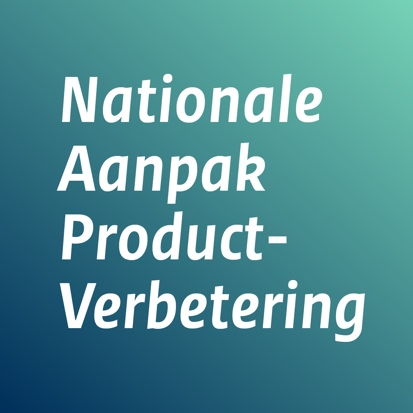 Nationale
Aanpak
Product-
Verbetering